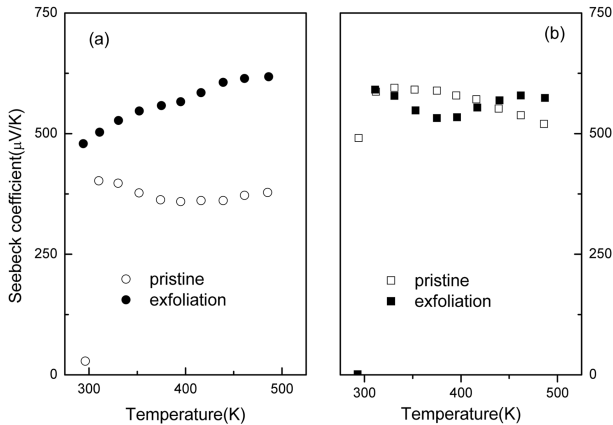 (a)
(b)
750
750
500
500
250
250
0
0
Seebeck coefficient(μV/K)
pristine
exfoliation
pristine
exfoliation
300
400
500
300
400
500
Temperature(K)
Temperature(K)